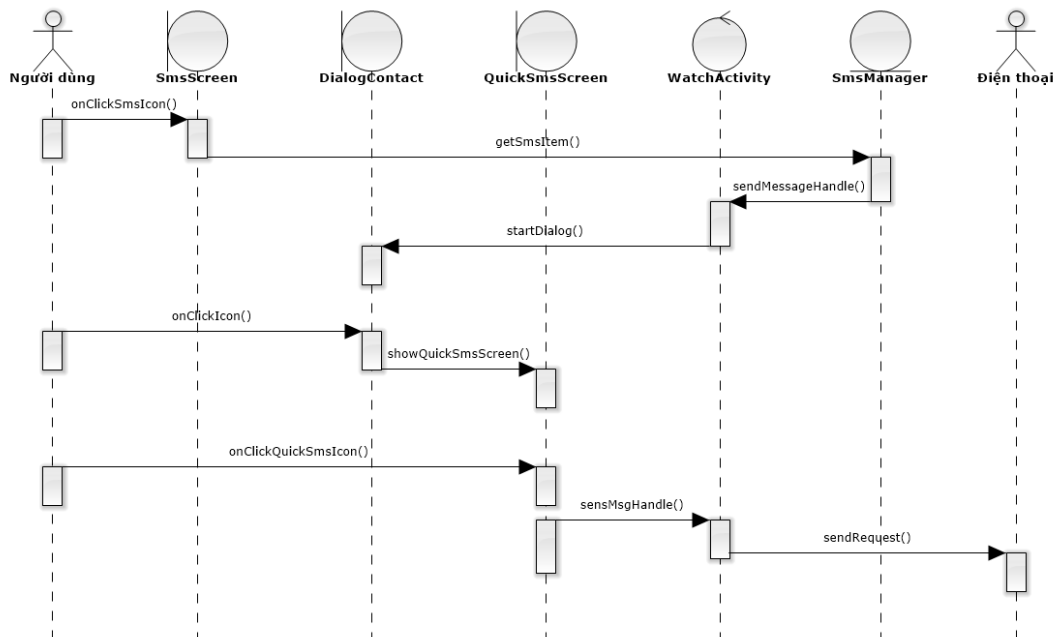 Người dùng
SmsScreen
DialogContact
QuickSmsScreen
WatchActivity
SmsManager
Điện thoại
onClickSmsIcon()
getSmsItem()
sendMessageHandle()
startDialog()
onClickIcon()
showQuickSmsScreen()
onClickQuickSmsIcon()
sensMsgHandle()
sendRequest()